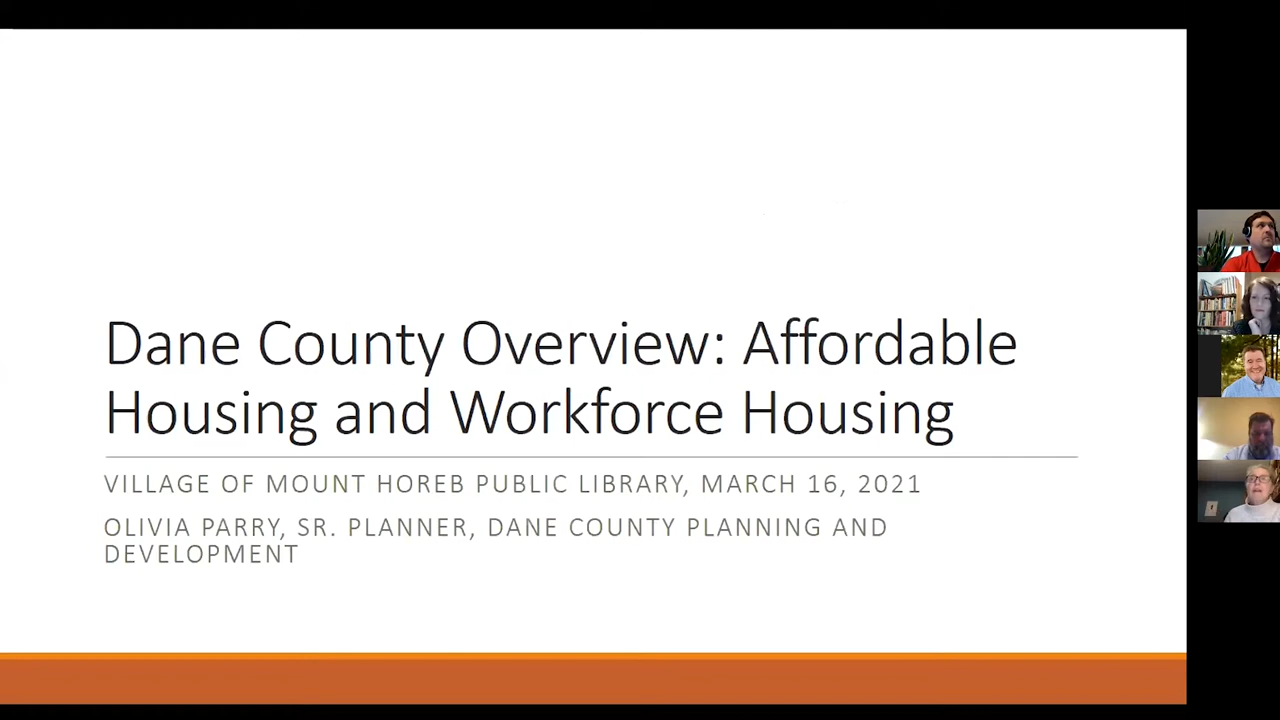 Dane County Overview: Affordable
Housing and Workforce Housing
VILLAGE OF MOUNT HOREB PUBLIC LIBRARY, MARCH 16, 2021
OLIVIA PARRY, SR. PLANNER, DANE COUNTY PLANNING AND
DEVELOPMENT